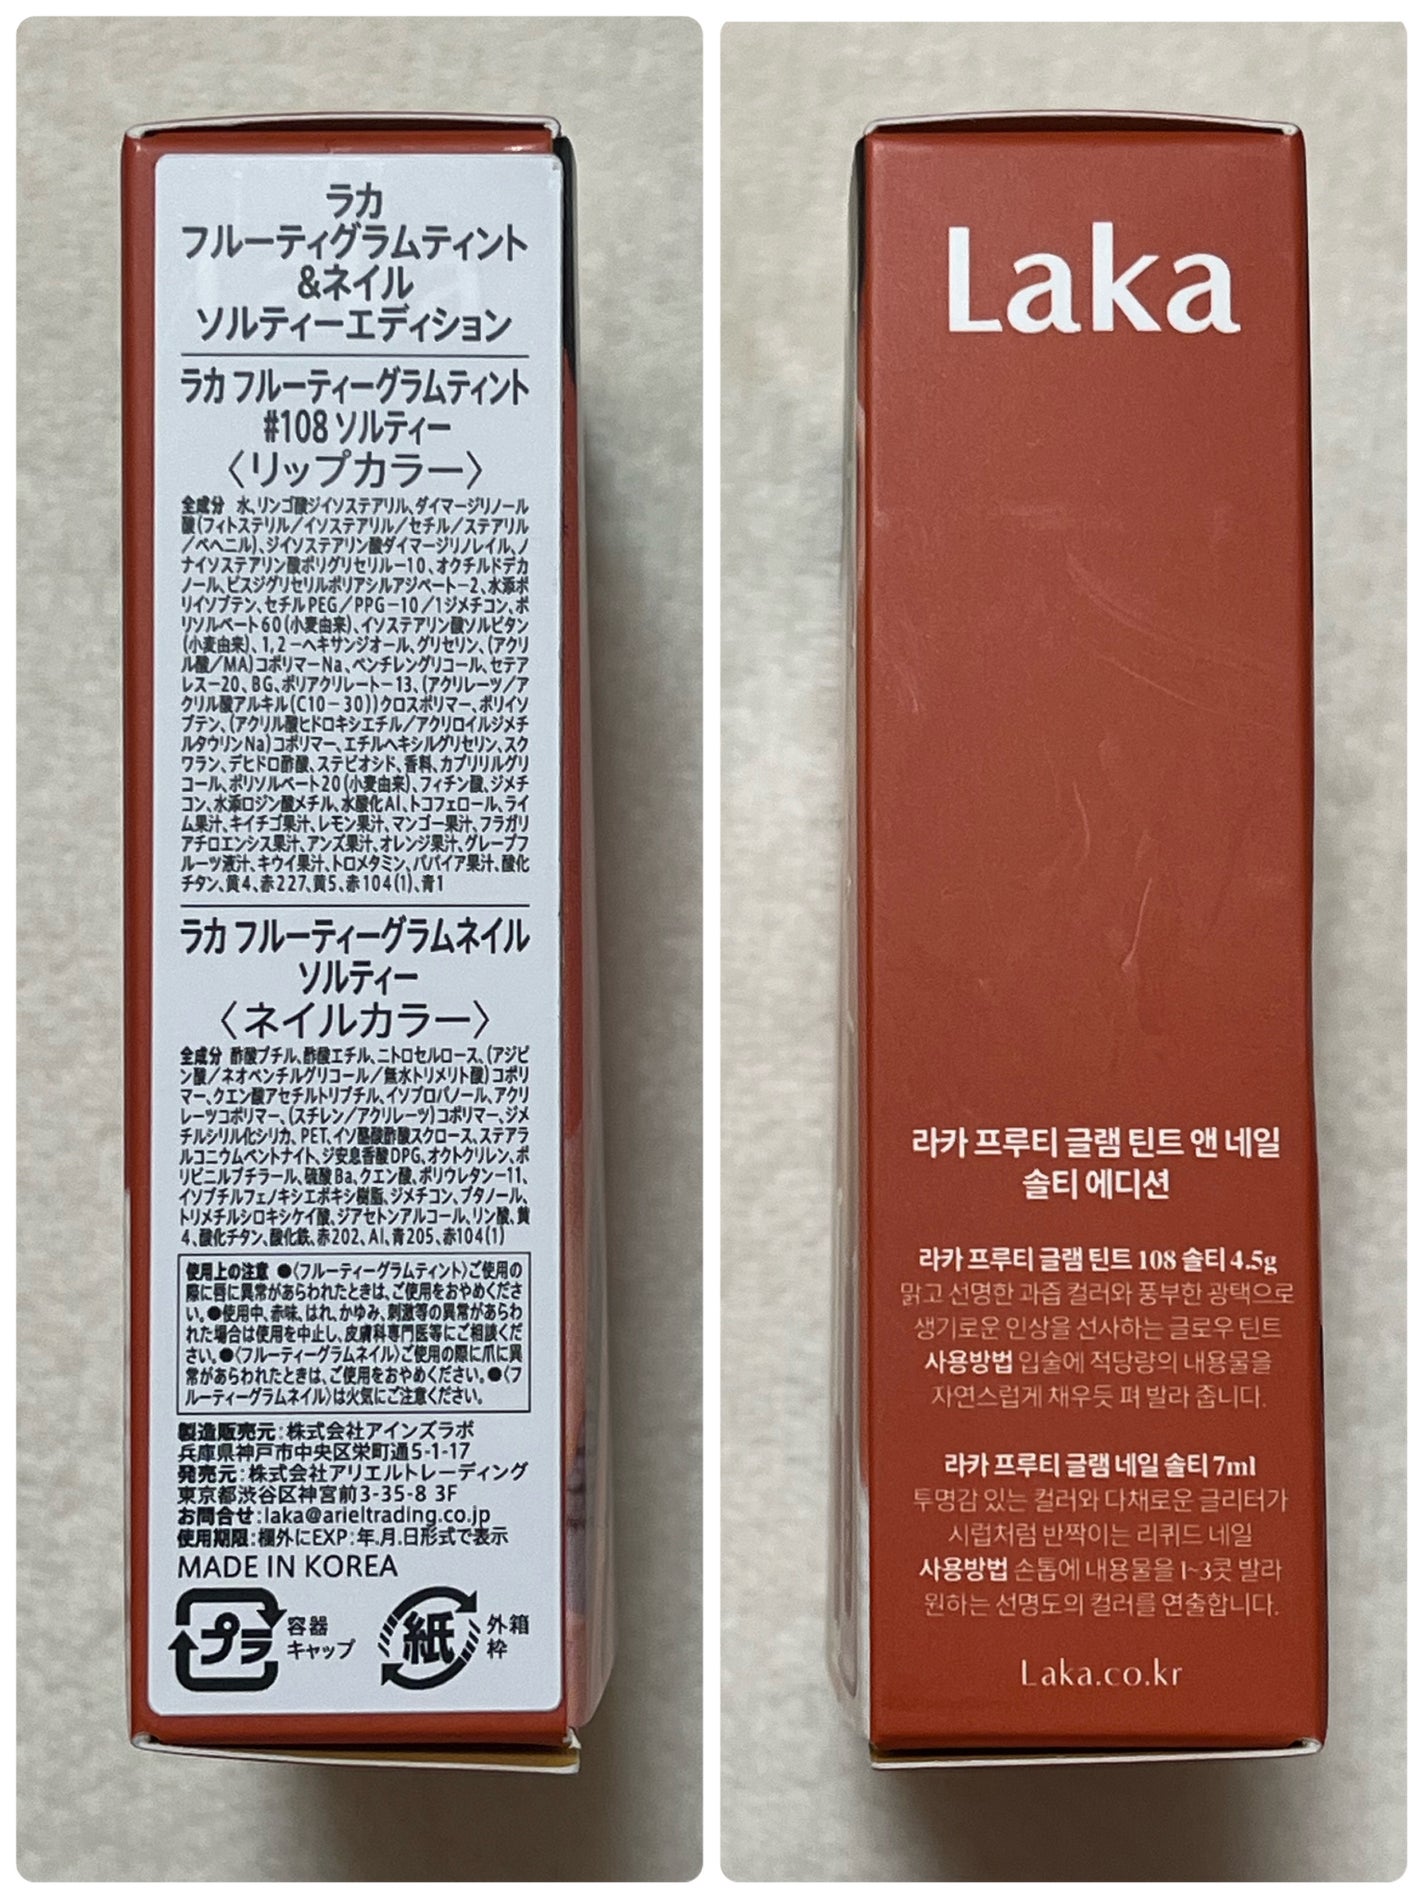 ラカ
フルーティグラムティント
&ネイル
ソルティーエディション
ラカ フルーティーグラムティント
#108 ソルティー
〈リップカラー〉
全成分 水、リンゴ酸ジイソステアリル、ダイマージリノール
酸(フィトステリル/イソステアリル/セチル/ステアリル
/ベヘニル)、ジイソステアリン酸ダイマージリノレイル、ノ
ナイソステアリン酸ポリグリセリル-10、オクチルドデカ
ノール、ビスジグリセリルポリアシルアジペート-2、水添ポ
リイソブテン、セチルPEG/PPG-10/1ジメチコン、ポ
リソルベート60(小麦由来)、イソステアリン酸ソルビタン
(小麦由来)、1,2-ヘキサンジオール、グリセリン、(アクリ
ル酸/MA)コポリマーNa、ペンチレングリコール、セテア
レス-20、BG、ポリアクリレート-13、(アクリレーツ/ア
クリル酸アルキル(C10-30))クロスポリマー、ポリイソ
ブテン、(アクリル酸ヒドロキシエチル/アクリロイルジメチ
ルタウリンNa)コポリマー、エチルヘキシルグリセリン、スク
ワラン、デヒドロ酢酸、ステビオシド、香料、カプリリルグリ
コール、ポリソルベート20(小麦由来)、フィチン酸、ジメチ
コン、水添ロジン酸メチル、水酸化Al、トコフェロール、ライ
ム果汁、キイチゴ果汁、レモン果汁、マンゴー果汁、フラガリ
アチロエンシス果汁、アンズ果汁、オレンジ果汁、グレープフ
ルーツ液汁、キウイ果汁、トロメタミン、パパイア果汁、酸化
チタン、黄4、赤227、黄5、赤104(1)、青1
ラカ フルーティーグラムネイル
ソルティー
〈ネイルカラー〉
全成分 酢酸ブチル、酢酸エチル、ニトロセルロース、(アジピ
ン酸/ネオペンチルグリコール/無水トリメリト酸)コポリ
マー、クエン酸アセチルトリブチル、イソプロパノール、アクリ
レーツコポリマー、(スチレン/アクリレーツ)コポリマー、ジメ
チルシリル化シリカ、PET、イソ酪酸酢酸スクロース、ステアラ
ルコニウムベントナイト、ジ安息香酸DPG、オクトクリレン、ポ
リビニルブチラール、硫酸Ba、クエン酸、ポリウレタン-11、
イソブチルフェノキシエポキシ樹脂、ジメチコン、ブタノール、
トリメチルシロキシケイ酸、ジアセトンアルコール、リン酸、黄
4、酸化チタン、酸化鉄、赤202、Al、青205、赤104(1)
使用上の注意 ●〈フルーティーグラムティント〉ご使用の
際に唇に異常があらわれたときは、ご使用をおやめくださ
い。●使用中、赤味、はれ、かゆみ、刺激等の異常があらわ
れた場合は使用を中止し、皮膚科専門医等にご相談くだ
さい。●〈フルーティーグラムネイル〉ご使用の際に爪に異
常があらわれたときは、ご使用をおやめください。●〈フ
ルーティーグラムネイル〉は火気にご注意ください。
製造販売元:株式会社アインズラボ
兵庫県神戸市中央区栄町通5-1-17
発売元:株式会社アリエルトレーディング
東京都渋谷区神宮前3-35-8 3F
お問合せ:laka@arieltrading.co.jp
使用期限:欄外にEXP:年.月.日形式で表示
MADE IN KOREA
プラ 容器 キャップ 紙 外箱 枠
Laka
라카 프루티 글램 틴트 앤 네일
솔티 에디션
라카 프루티 글램 틴트 108 솔티 4.5g
맑고 선명한 과즙 컬러와 풍부한 광택으로
생기로운 인상을 선사하는 글로우 틴트
사용방법 입술에 적당량의 내용물을
자연스럽게 채우듯 펴 발라 줍니다.
라카 프루티 글램 네일 솔티 7ml
투명감 있는 컬러와 다채로운 글리터가
시럽처럼 반짝이는 리퀴드 네일
사용방법 손톱에 내용물을 1~3콧 발라
원하는 선명도의 컬러를 연출합니다.
Laka.co.kr